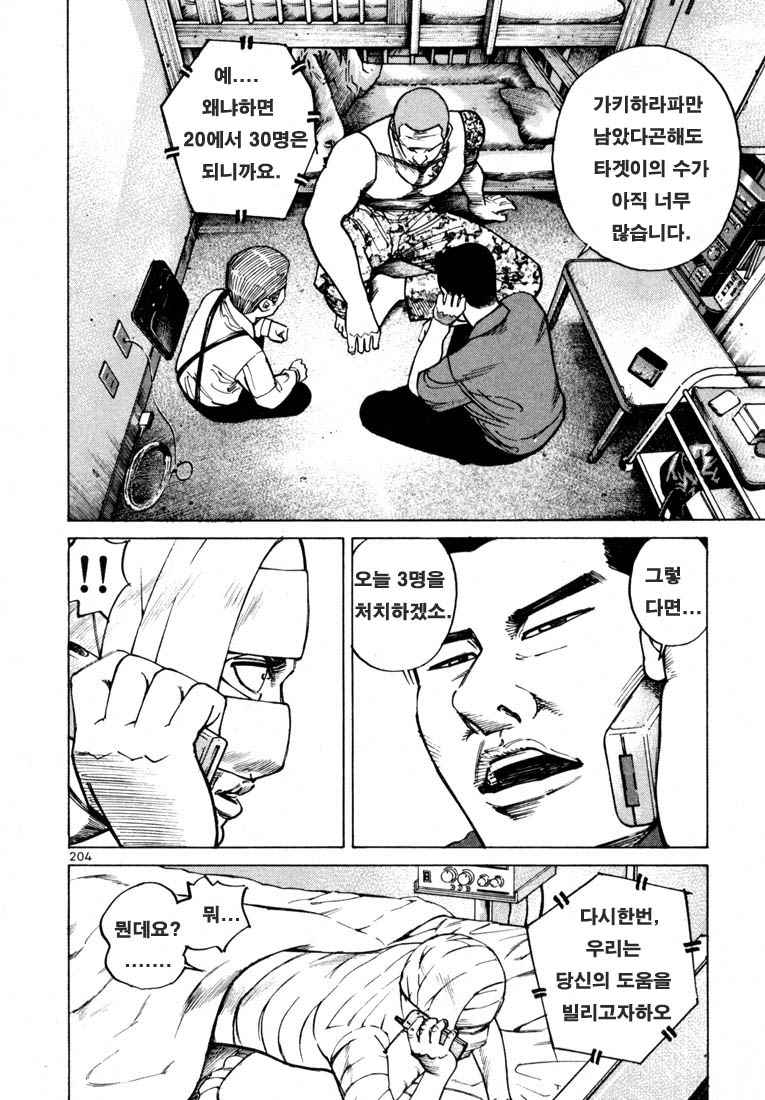 가키하라파만
남았다곤해도
타겟이의 수가
아직 너무
많습니다.
예....
왜냐하면
20에서 30명은
되니까요.
그렇
다면...
오늘 3명을
처치하겠소.
!!
204
다시한번,
우리는
당신의 도움을
빌리고자하오
뭐...
뭔데요?
.......